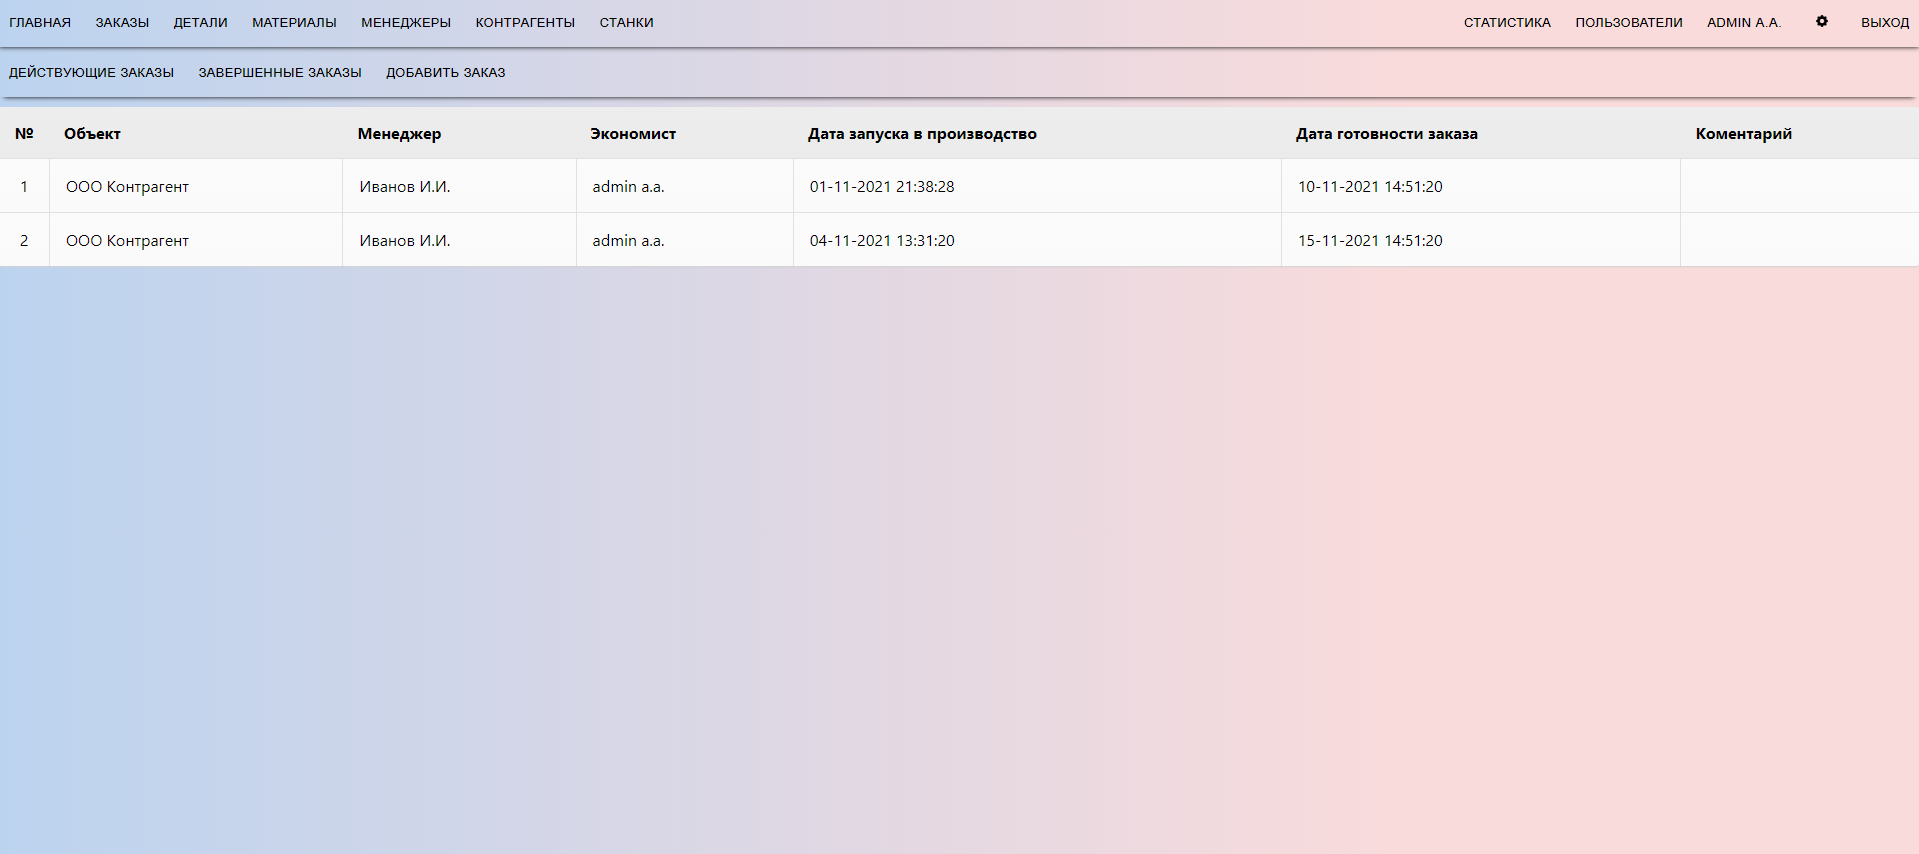 ГЛАВНАЯ ЗАКАЗЫ ДЕТАЛИ МАТЕРИАЛЫ МЕНЕДЖЕРЫ КОНТРАГЕНТЫ СТАНКИ СТАТИСТИКА ПОЛЬЗОВАТЕЛИ ADMIN A.A. ВЫХОД
ДЕЙСТВУЮЩИЕ ЗАКАЗЫ ЗАВЕРШЕННЫЕ ЗАКАЗЫ ДОБАВИТЬ ЗАКАЗ
№ Объект Менеджер Экономист Дата запуска в производство Дата готовности заказа Коментарий
1 ООО Контрагент Иванов И.И. admin a.a. 01-11-2021 21:38:28 10-11-2021 14:51:20
2 ООО Контрагент Иванов И.И. admin a.a. 04-11-2021 13:31:20 15-11-2021 14:51:20